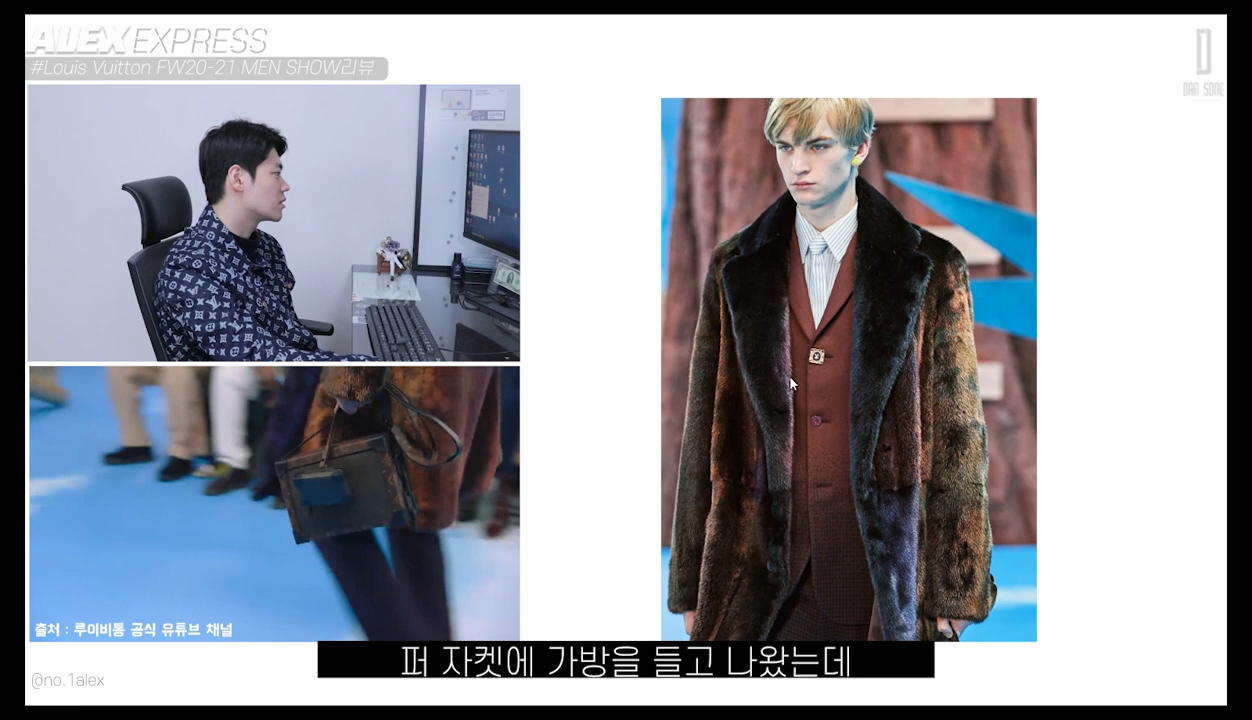 ALEX EXPRESS
#Louis Vuitton FW20-21 MEN SHOW리뷰
DAN SONG
출처 : 루이비통 공식 유튜브 채널
퍼 자켓에 가방을 들고 나왔는데
@no.1alex